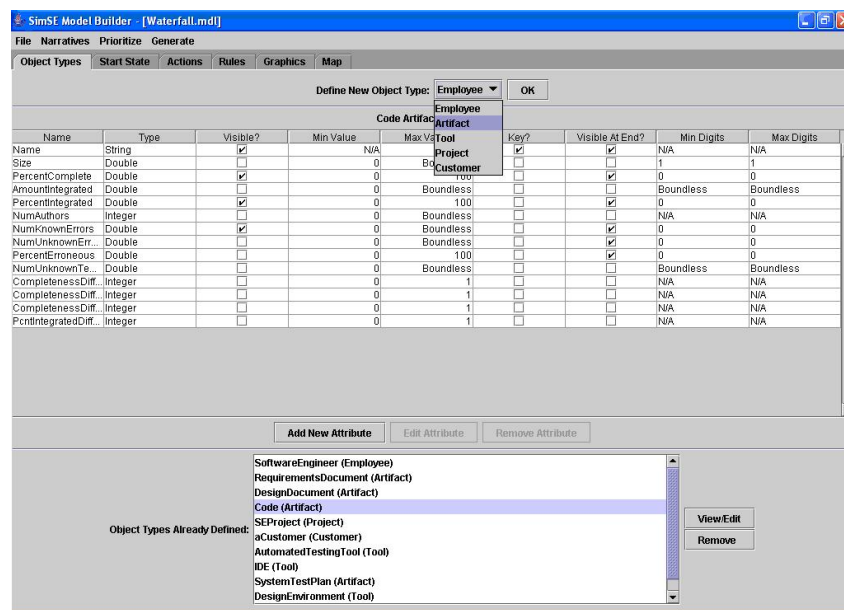 SimSE Model Builder - [Waterfall.mdl]
File Narratives Prioritize Generate
Object Types Start State Actions Rules Graphics Map
Define New Object Type: Employee OK
Employee
Artifact
Tool
Project
Customer
Code Artifac
Name Type Visible? Min Value Max Va Key? Visible At End? Min Digits Max Digits
Name String N/A N/A N/A
Size Double 0 Bo 1 1
PercentComplete Double 0 100 0 0
AmountIntegrated Double 0 Boundless Boundless Boundless
PercentIntegrated Double 0 100 0 0
NumAuthors Integer 0 Boundless N/A N/A
NumKnownErrors Double 0 Boundless 0 0
NumUnknownErr... Double 0 Boundless 0 0
PercentErroneous Double 0 100 0 0
NumUnknownTe... Double 0 Boundless Boundless Boundless
CompletenessDiff... Integer 0 1 N/A N/A
CompletenessDiff... Integer 0 1 N/A N/A
CompletenessDiff... Integer 0 1 N/A N/A
PcntIntegratedDiff... Integer 0 1 N/A N/A
Add New Attribute Edit Attribute Remove Attribute
Object Types Already Defined:
SoftwareEngineer (Employee)
RequirementsDocument (Artifact)
DesignDocument (Artifact)
Code (Artifact)
SEProject (Project)
aCustomer (Customer)
AutomatedTestingTool (Tool)
IDE (Tool)
SystemTestPlan (Artifact)
DesignEnvironment (Tool)
View/Edit
Remove